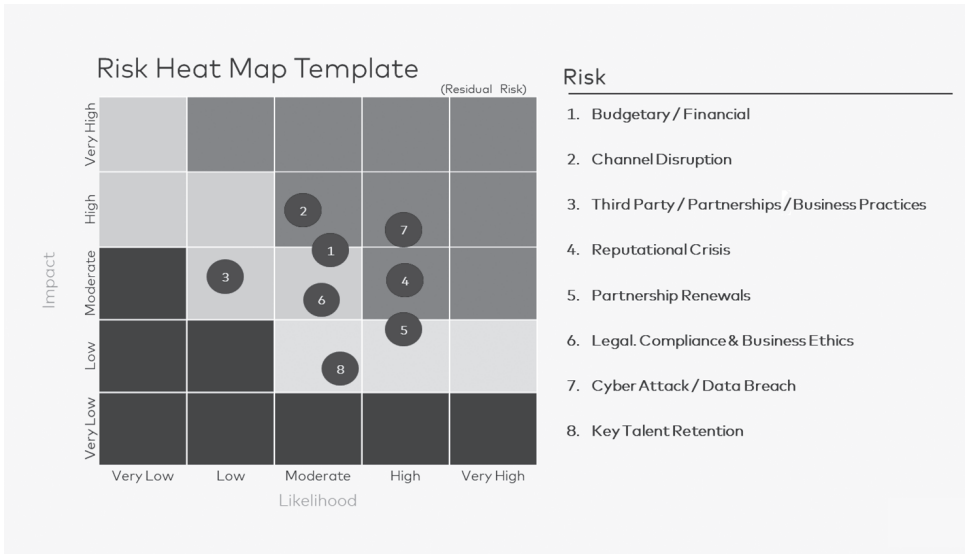 Risk Heat Map Template
(Residual Risk)
Impact
Very High
High
Moderate
Low
Very Low
2
7
1
3
4
6
5
8
Very Low Low Moderate High Very High
Likelihood
Risk
1. Budgetary / Financial
2. Channel Disruption
3. Third Party / Partnerships / Business Practices
4. Reputational Crisis
5. Partnership Renewals
6. Legal. Compliance & Business Ethics
7. Cyber Attack / Data Breach
8. Key Talent Retention